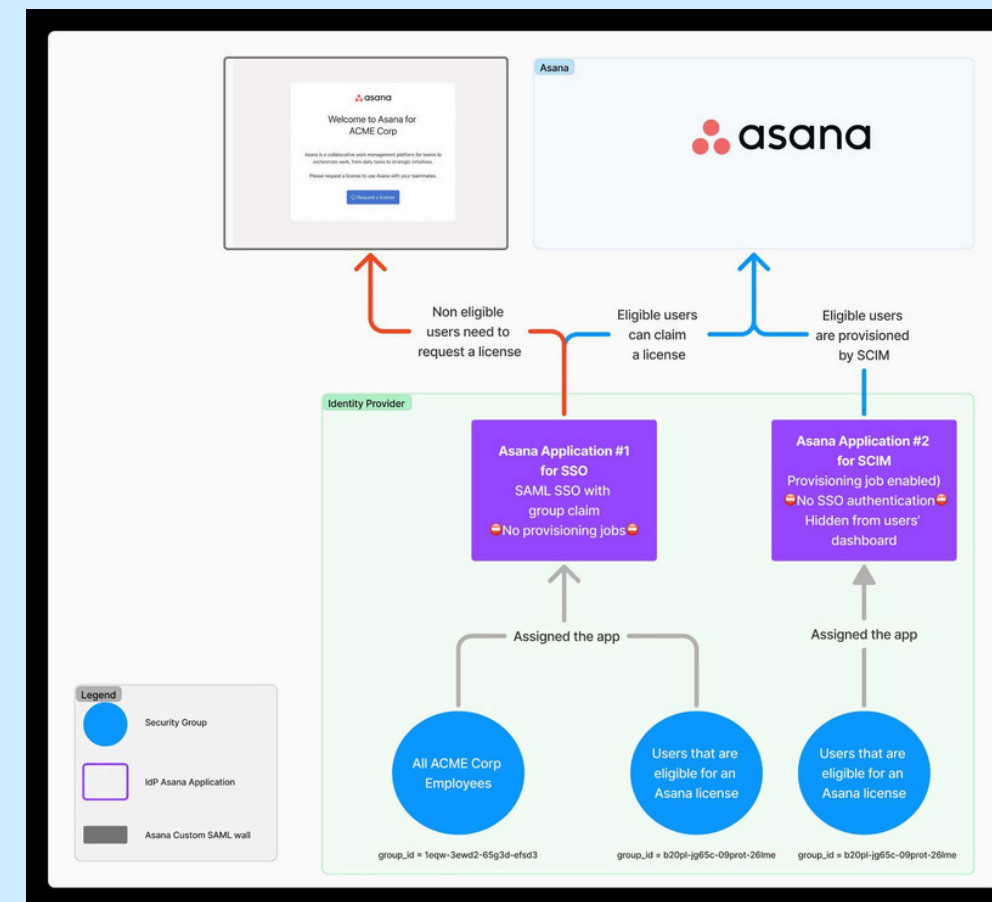 asana
Welcome to Asana for
ACME Corp
Asana is a collaborative work management platform for teams to
orchestrate work, from daily tasks to strategic initiatives.
Please request a license to use Asana with your teammates.
Request a license
Asana
asana
Non eligible
users need to
request a license
Eligible users
can claim
a license
Eligible users
are provisioned
by SCIM
Identity Provider
Asana Application #1
for SSO
SAML SSO with
group claim
⛔No provisioning jobs⛔
Asana Application #2
for SCIM
Provisioning job enabled)
⛔No SSO authentication⛔
Hidden from users’
dashboard
Assigned the app
Assigned the app
Legend
Security Group
IdP Asana Application
Asana Custom SAML wall
All ACME Corp
Employees
Users that are
eligible for an
Asana license
Users that are
eligible for an
Asana license
group_id = 1eqw-3ewd2-65g3d-efsd3
group_id = b20pl-jg65c-09prot-26lme
group_id = b20pl-jg65c-09prot-26lme